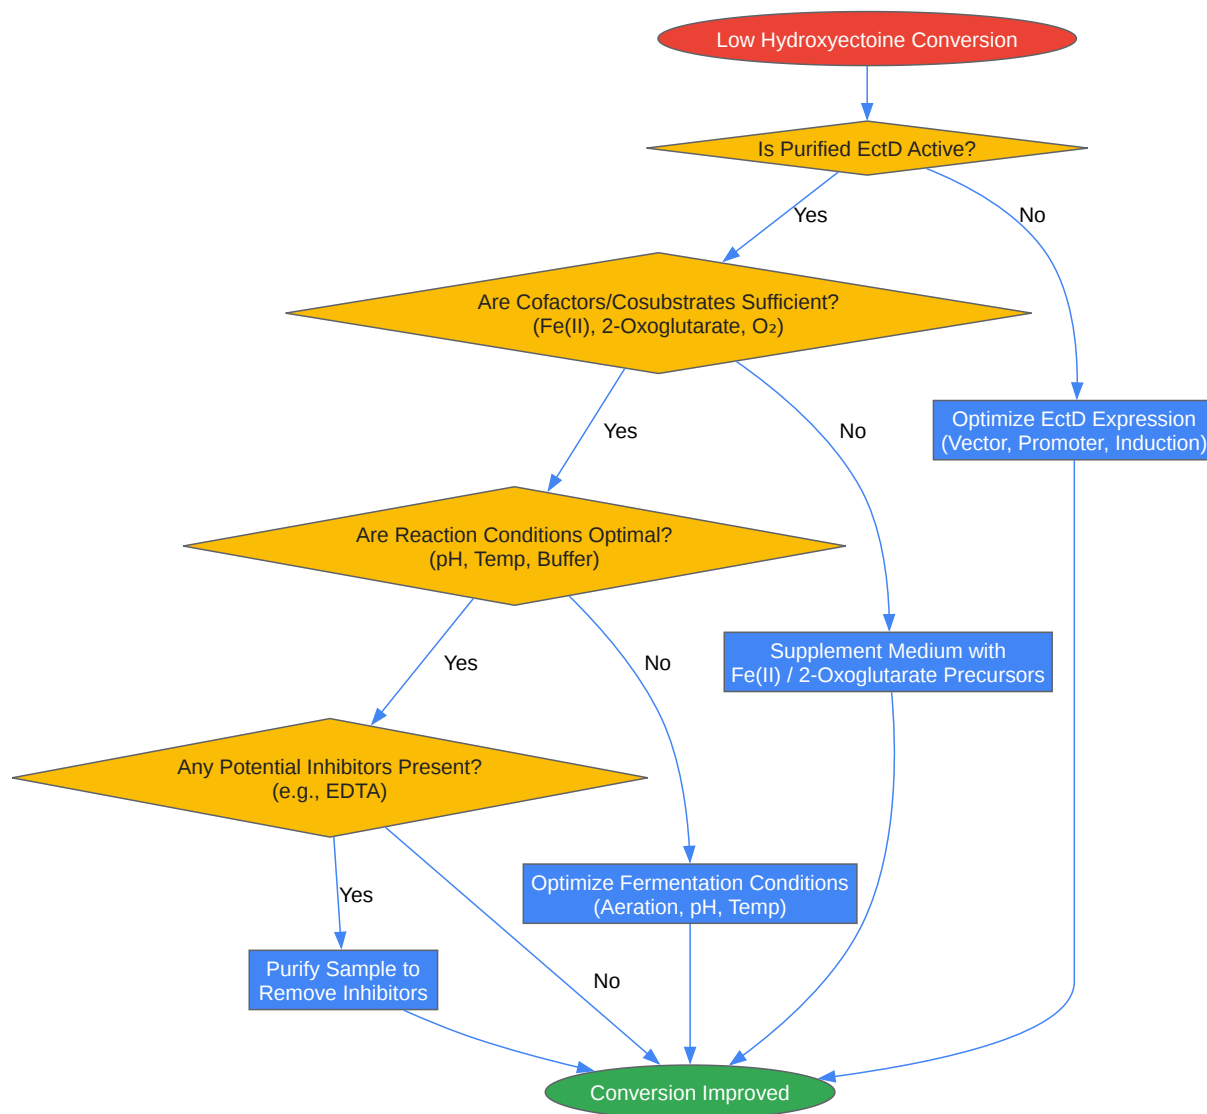 Low Hydroxyectoine Conversion
Is Purified EctD Active?
Yes
No
Are Cofactors/Cosubstrates Sufficient?
(Fe(II), 2-Oxoglutarate, O₂)
Yes
No
Optimize EctD Expression
(Vector, Promoter, Induction)
Are Reaction Conditions Optimal?
(pH, Temp, Buffer)
Yes
No
Supplement Medium with
Fe(II) / 2-Oxoglutarate Precursors
Any Potential Inhibitors Present?
(e.g., EDTA)
Yes
No
Optimize Fermentation Conditions
(Aeration, pH, Temp)
Purify Sample to
Remove Inhibitors
Conversion Improved